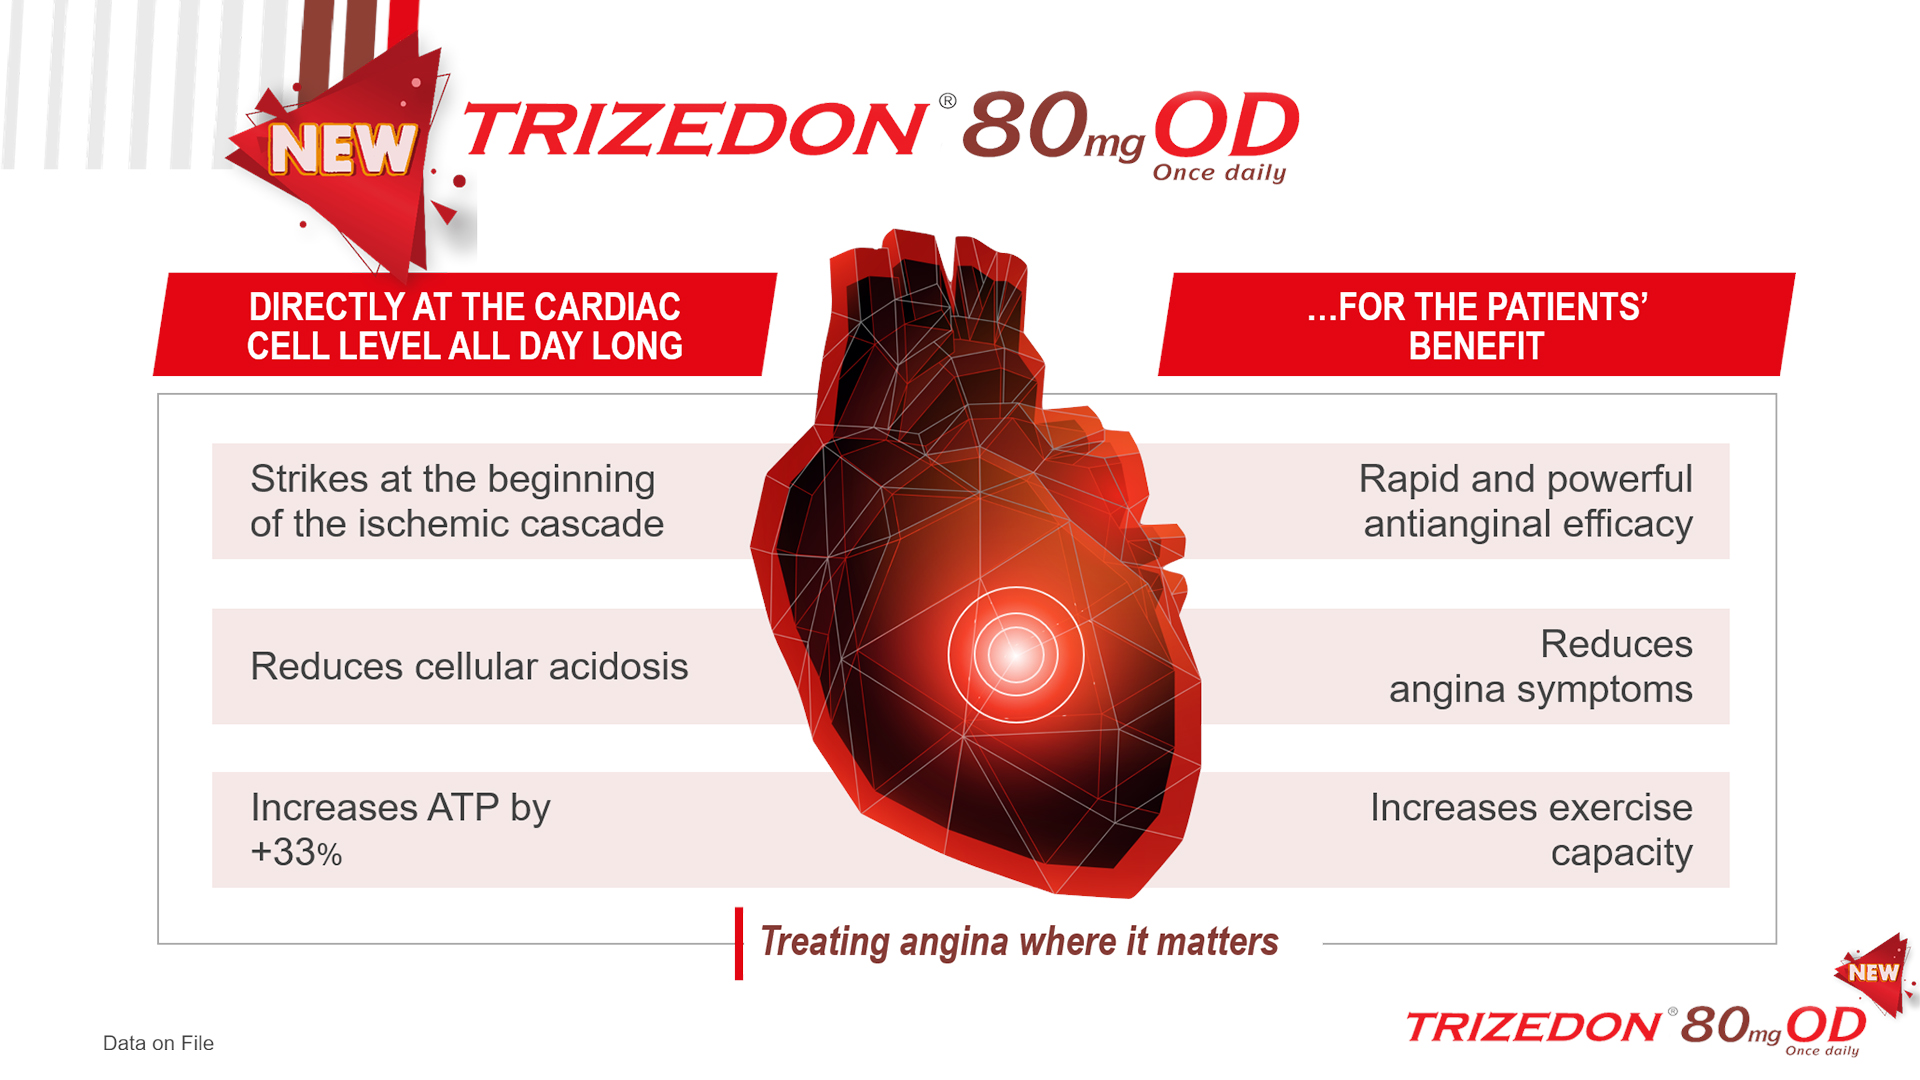 NEW
TRIZEDON® 80mg OD
Once daily
DIRECTLY AT THE CARDIAC
CELL LEVEL ALL DAY LONG
…FOR THE PATIENTS’
BENEFIT
Strikes at the beginning
of the ischemic cascade
Rapid and powerful
antianginal efficacy
Reduces cellular acidosis
Reduces
angina symptoms
Increases ATP by
+33%
Increases exercise
capacity
Treating angina where it matters
NEW
TRIZEDON® 80mg OD
Once daily
Data on File